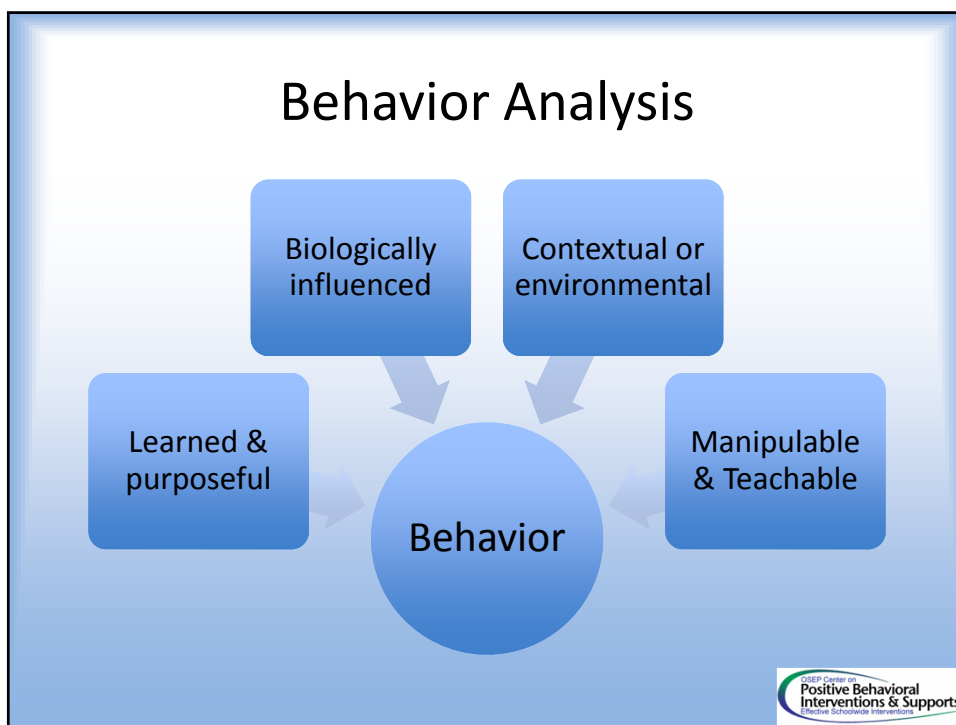 Behavior Analysis
Biologically
influenced
Contextual or
environmental
Learned &
purposeful
Manipulable
& Teachable
Behavior
OSEP Center on
Positive Behavioral
Interventions & Supports
Effective Schoolwide Interventions